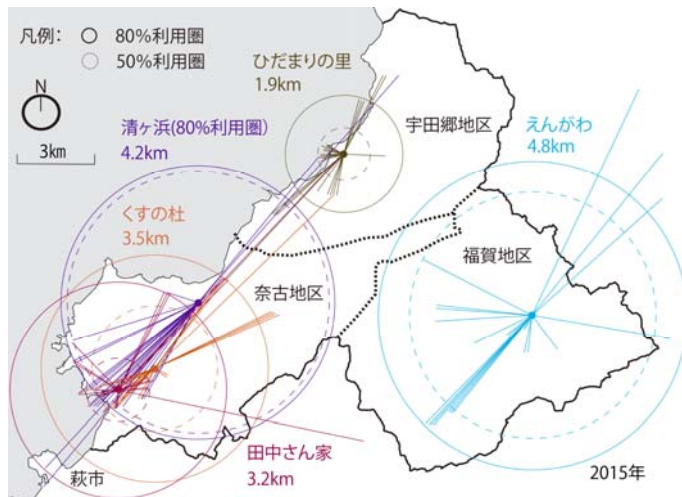 凡例： 80%利用圏
50%利用圏
N
3km
ひだまりの里
1.9km
清ヶ浜(80%利用圏)
4.2km
宇田郷地区
えんがわ
4.8km
くすの杜
3.5km
福賀地区
奈古地区
田中さん家
3.2km
萩市
2015年